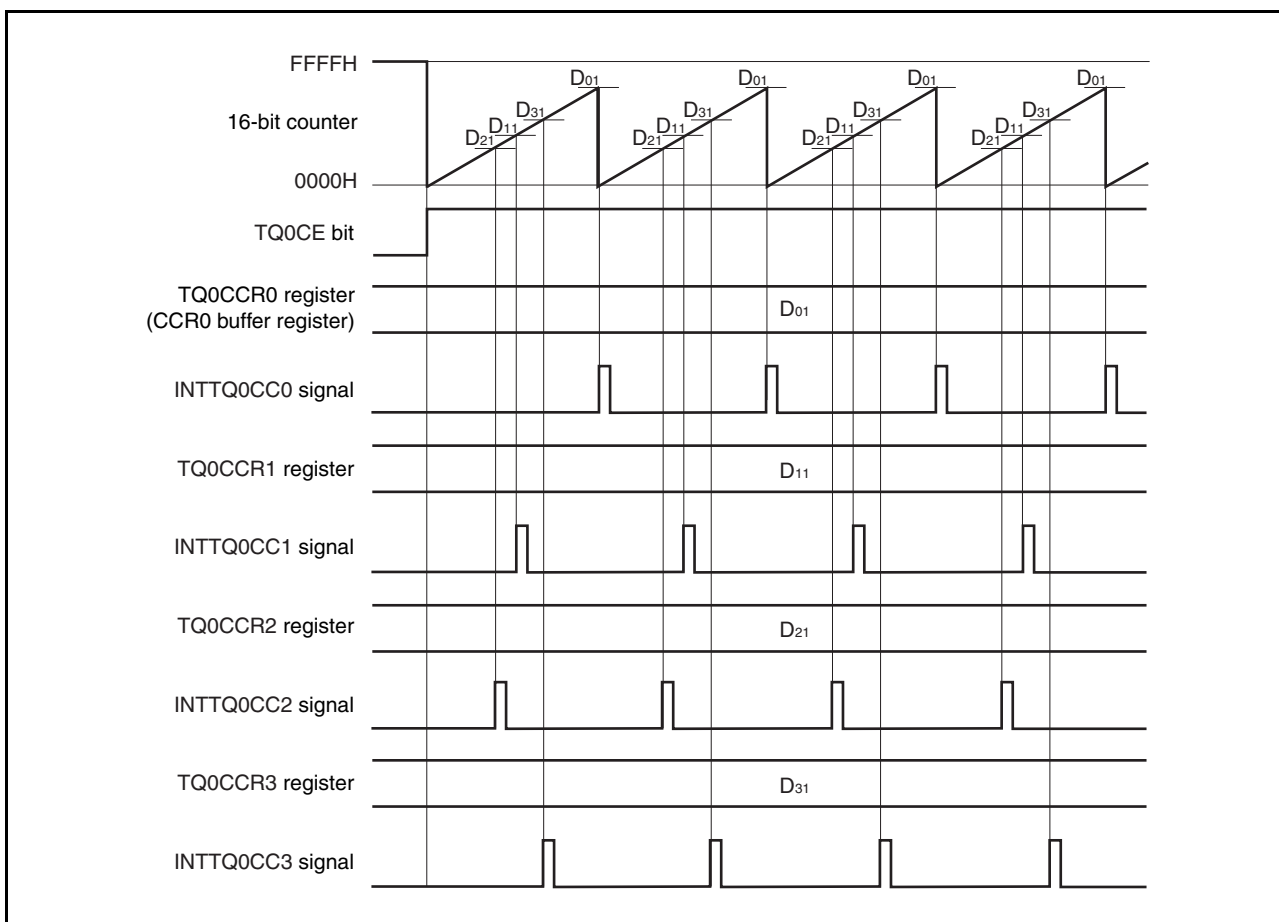 FFFFH
D01 D01 D01 D01
16-bit counter
D31 D31 D31 D31
D11 D11 D11 D11
D21 D21 D21 D21
0000H
TQ0CE bit
TQ0CCR0 register
(CCR0 buffer register)
D01
INTTQ0CC0 signal
TQ0CCR1 register
D11
INTTQ0CC1 signal
TQ0CCR2 register
D21
INTTQ0CC2 signal
TQ0CCR3 register
D31
INTTQ0CC3 signal